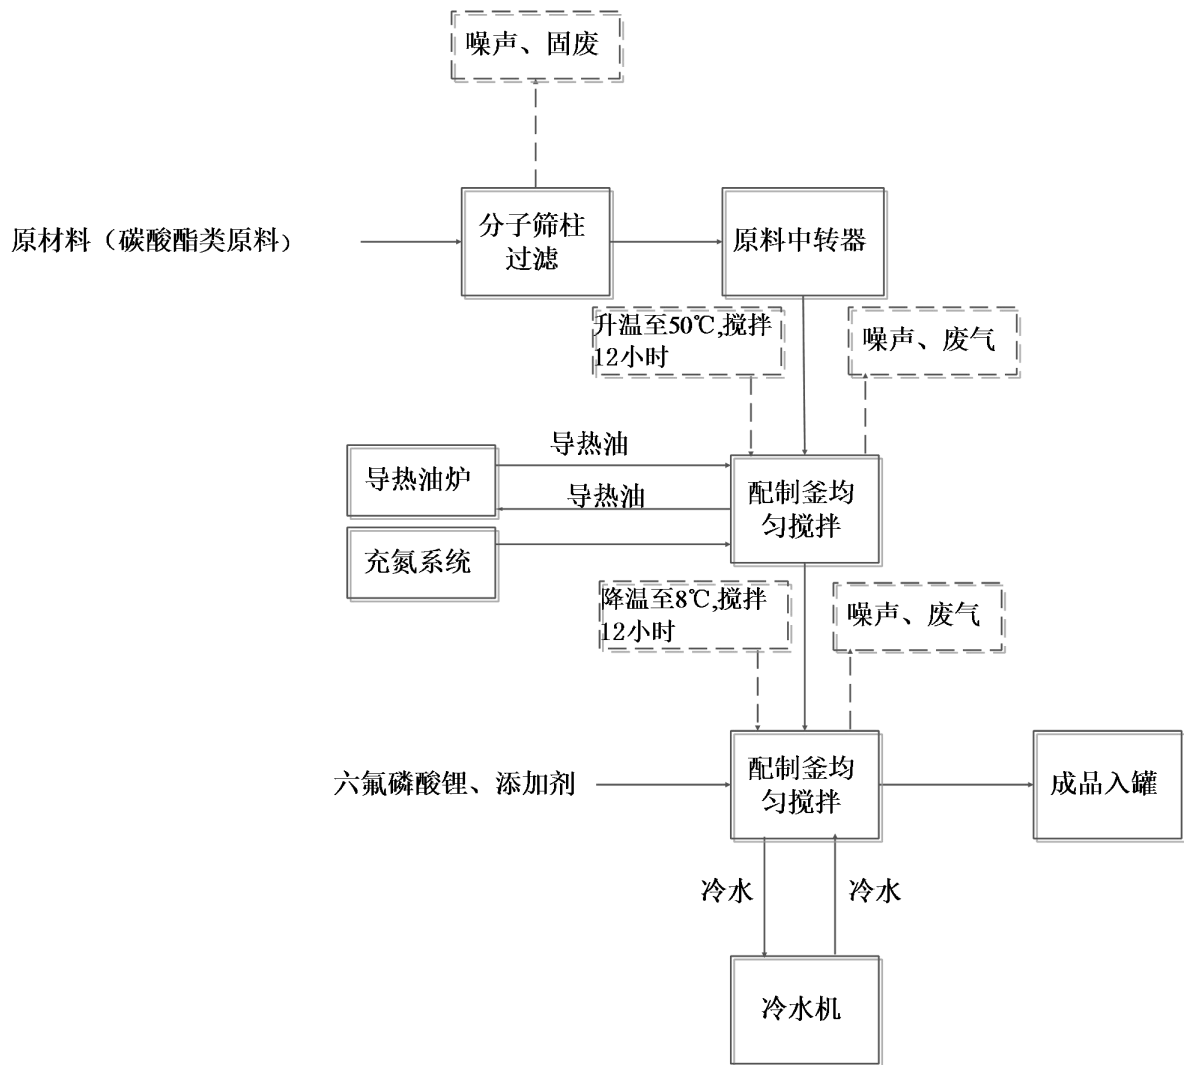 噪声、固废
原材料（碳酸酯类原料）
分子筛柱
过滤
原料中转器
升温至50℃,搅拌
12小时
噪声、废气
导热油
导热油炉
导热油
配制釜均
匀搅拌
充氮系统
降温至8℃,搅拌
12小时
噪声、废气
六氟磷酸锂、添加剂
配制釜均
匀搅拌
成品入罐
冷水
冷水
冷水机